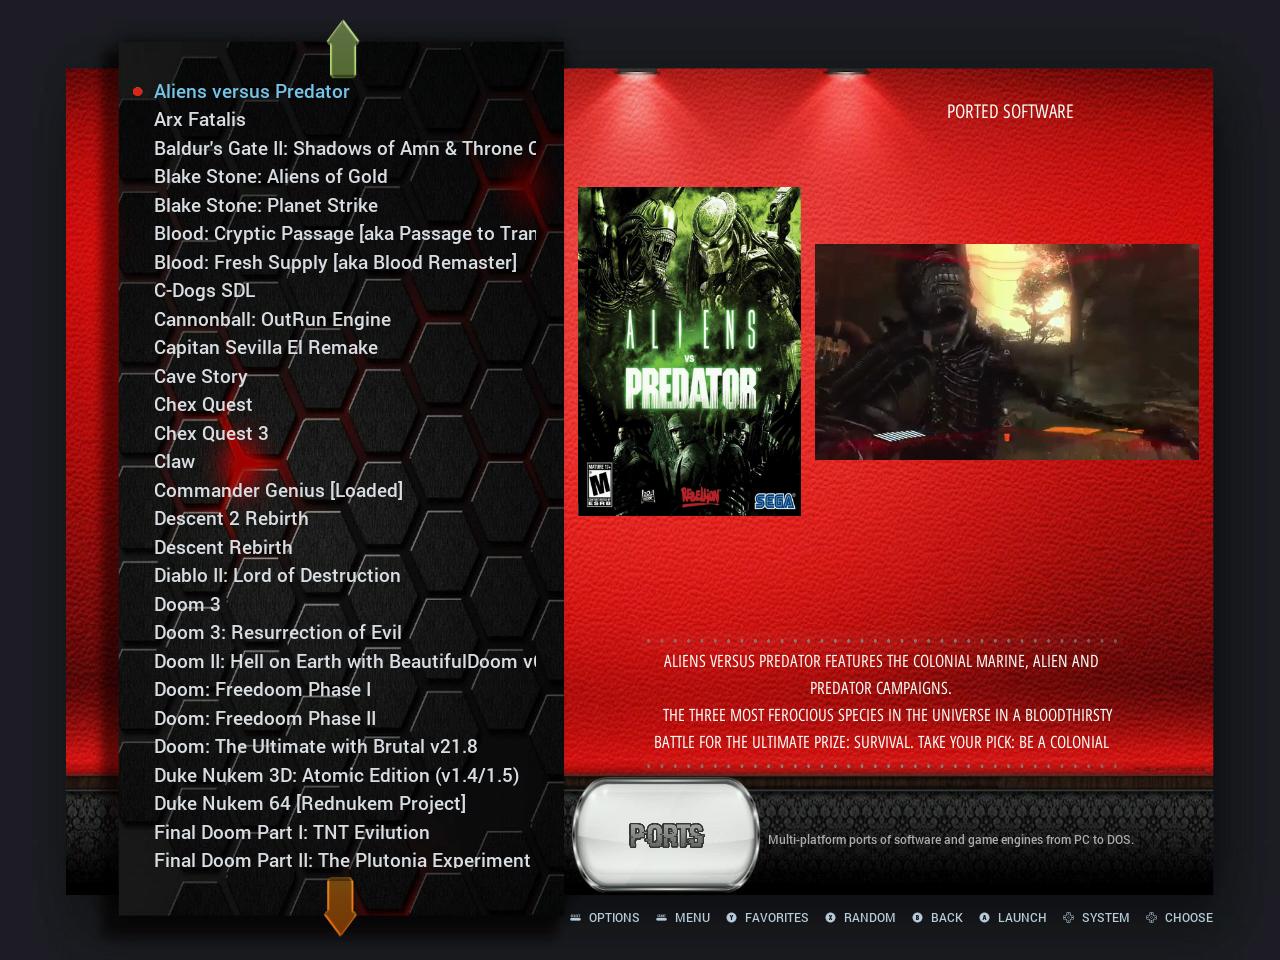 Aliens versus Predator
Arx Fatalis
Baldur's Gate II: Shadows of Amn & Throne
Blake Stone: Aliens of Gold
Blake Stone: Planet Strike
Blood: Cryptic Passage [aka Passage to Tran
Blood: Fresh Supply [aka Blood Remaster]
C-Dogs SDL
Cannonball: OutRun Engine
Capitan Sevilla El Remake
Cave Story
Chex Quest
Chex Quest 3
Claw
Commander Genius [Loaded]
Descent 2 Rebirth
Descent Rebirth
Diablo II: Lord of Destruction
Doom 3
Doom 3: Resurrection of Evil
Doom II: Hell on Earth with BeautifulDoom
Doom: Freedoom Phase I
Doom: Freedoom Phase II
Doom: The Ultimate with Brutal v21.8
Duke Nukem 3D: Atomic Edition (v1.4/1.5)
Duke Nukem 64 [Rednukem Project]
Final Doom Part I: TNT Evilution
Final Doom Part II: The Plutonia Experiment
PORTED SOFTWARE
ALIENS
VS
PREDATOR
MATURE 17+
M
ESRB
REBELLION
SEGA
ALIENS VERSUS PREDATOR FEATURES THE COLONIAL MARINE, ALIEN AND
PREDATOR CAMPAIGNS.
THE THREE MOST FEROCIOUS SPECIES IN THE UNIVERSE IN A BLOODTHIRSTY
BATTLE FOR THE ULTIMATE PRIZE: SURVIVAL. TAKE YOUR PICK: BE A COLONIAL
PORTS
Multi-platform ports of software and game engines from PC to DOS.
OPTIONS MENU Y FAVORITES X RANDOM B BACK A LAUNCH SYSTEM CHOOSE